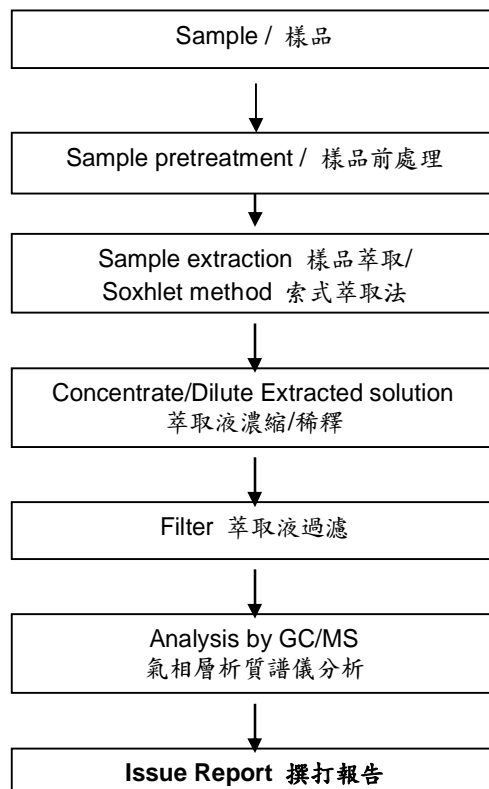 Sample / 樣品
Sample pretreatment / 樣品前處理
Sample extraction 樣品萃取/
Soxhlet method 索式萃取法
Concentrate/Dilute Extracted solution
萃取液濃縮/稀釋
Filter 萃取液過濾
Analysis by GC/MS
氣相層析質譜儀分析
Issue Report 撰打報告